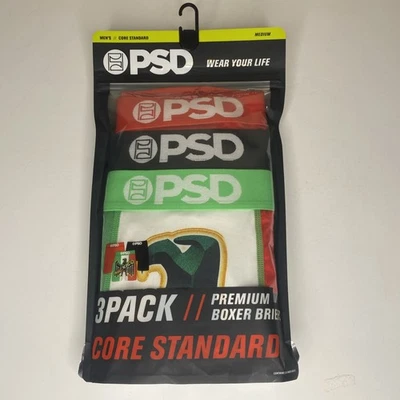 MEN'S // CORE STANDARD
MEDIUM
PSD
WEAR YOUR LIFE
PSD
PSD
PSD
3PACK // PREMIUM
BOXER BRIE
CORE STANDARD